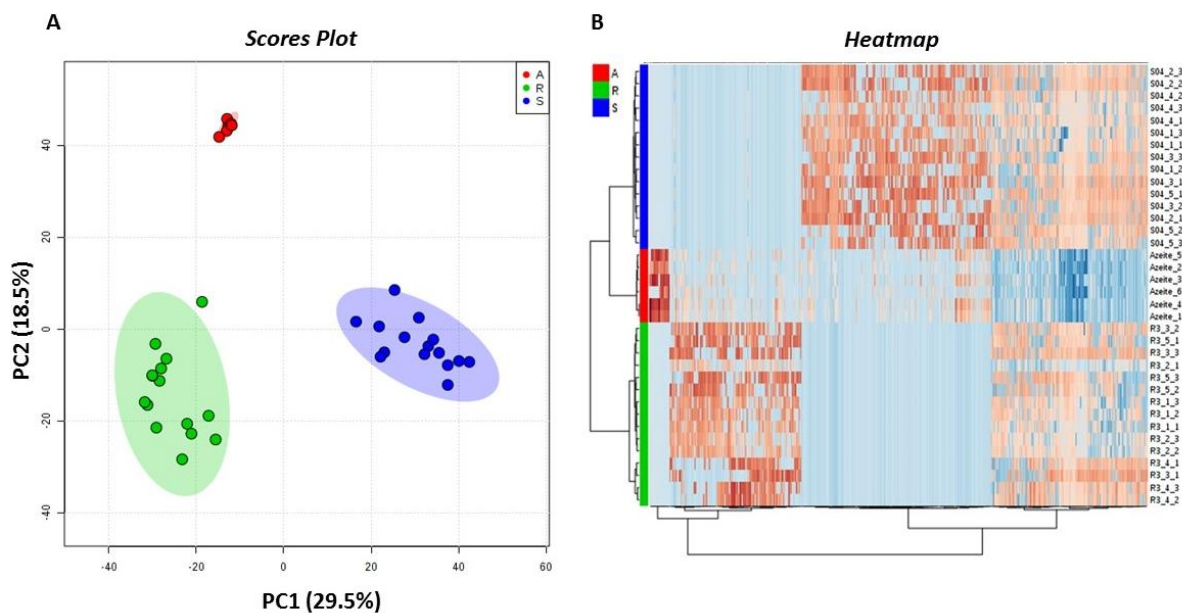 A
Scores Plot
A
R
S
40
20
0
-20
-40
-40
-20
0
20
40
60
PC2 (18.5%)
PC1 (29.5%)
B
Heatmap
A
R
S
S04_2_3
S04_2_2
S04_4_2
S04_4_3
S04_4_1
S04_1_3
S04_1_1
S04_3_3
S04_1_2
S04_3_1
S04_5_1
S04_3_2
S04_2_1
S04_5_2
S04_5_3
Azeite_5
Azeite_2
Azeite_3
Azeite_6
Azeite_4
Azeite_1
R3_3_2
R3_5_1
R3_3_3
R3_2_1
R3_5_3
R3_5_2
R3_1_3
R3_1_2
R3_1_1
R3_2_3
R3_2_2
R3_4_1
R3_3_1
R3_4_3
R3_4_2